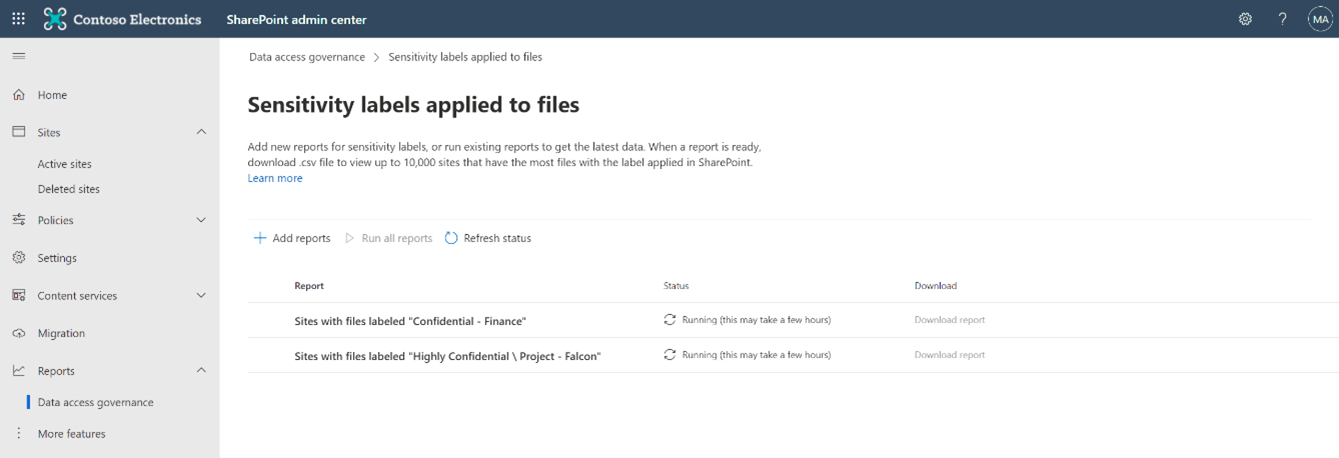 Contoso Electronics SharePoint admin center ? MA
Data access governance > Sensitivity labels applied to files
Home
Sensitivity labels applied to files
Sites
Add new reports for sensitivity labels, or run existing reports to get the latest data. When a report is ready,
download .csv file to view up to 10,000 sites that have the most files with the label applied in SharePoint.
Learn more
Active sites
Deleted sites
Policies
Settings
Content services
Migration
Reports
Data access governance
More features
Add reports Run all reports Refresh status
Report Status Download
Sites with files labeled "Confidential - Finance" Running (this may take a few hours) Download report
Sites with files labeled "Highly Confidential \ Project - Falcon" Running (this may take a few hours) Download report